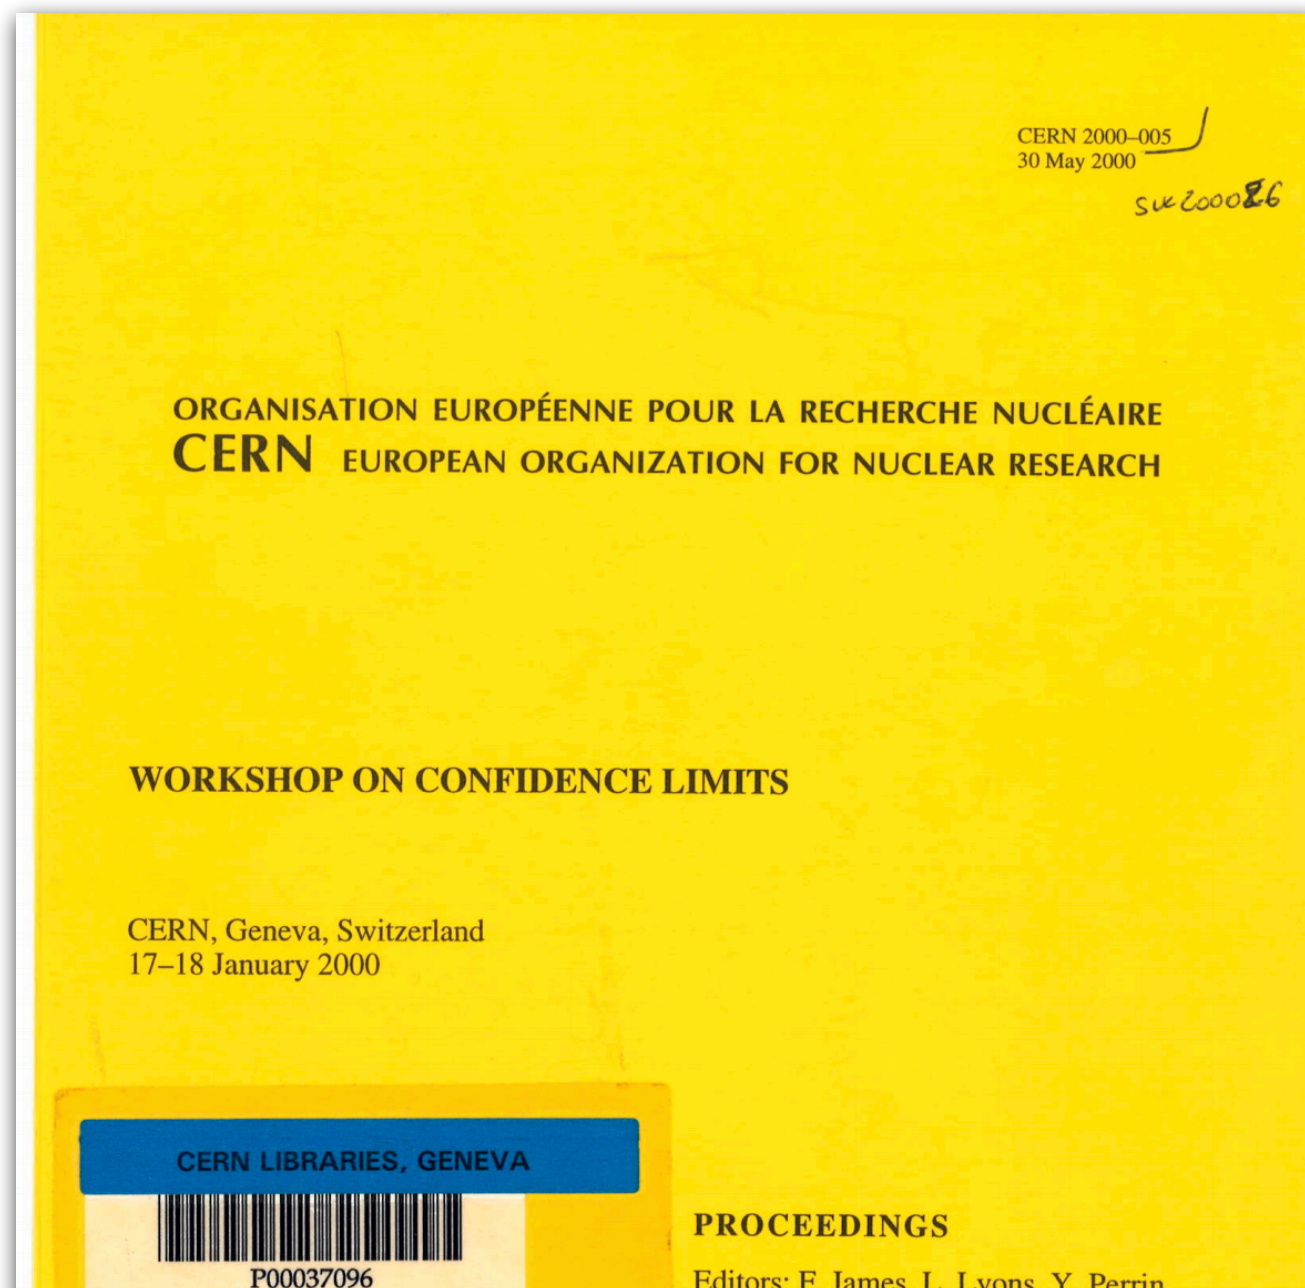 CERN 2000–005
30 May 2000
ORGANISATION EUROPÉENNE POUR LA RECHERCHE NUCLÉAIRE
CERN EUROPEAN ORGANIZATION FOR NUCLEAR RESEARCH
WORKSHOP ON CONFIDENCE LIMITS
CERN, Geneva, Switzerland
17–18 January 2000
CERN LIBRARIES, GENEVA
P00037096
PROCEEDINGS
Editors: F. James, L. Lyons, Y. Perrin